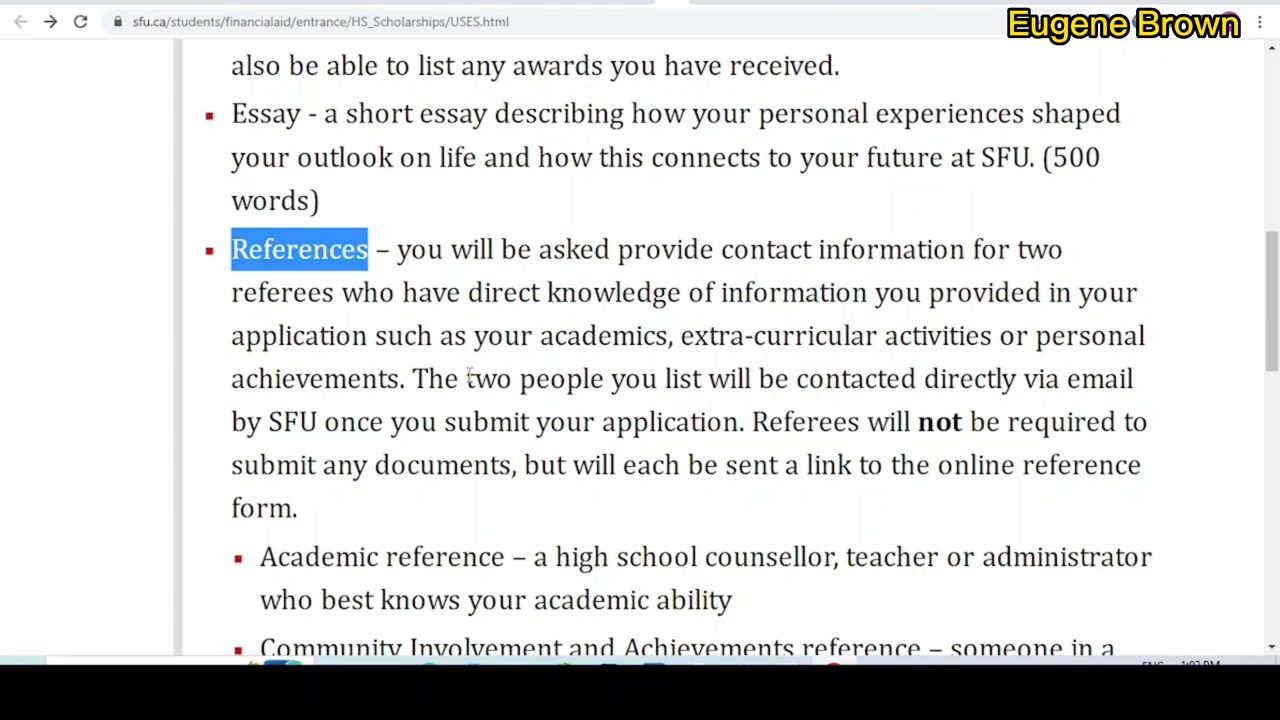 sfu.ca/students/financialaid/entrance/HS_Scholarships/USES.html
Eugene Brown
also be able to list any awards you have received.
Essay - a short essay describing how your personal experiences shaped
your outlook on life and how this connects to your future at SFU. (500
words)
References – you will be asked provide contact information for two
referees who have direct knowledge of information you provided in your
application such as your academics, extra-curricular activities or personal
achievements. The two people you list will be contacted directly via email
by SFU once you submit your application. Referees will not be required to
submit any documents, but will each be sent a link to the online reference
form.
Academic reference – a high school counsellor, teacher or administrator
who best knows your academic ability
Community Involvement and Achievements reference – someone in a
ENG 1:02 PM